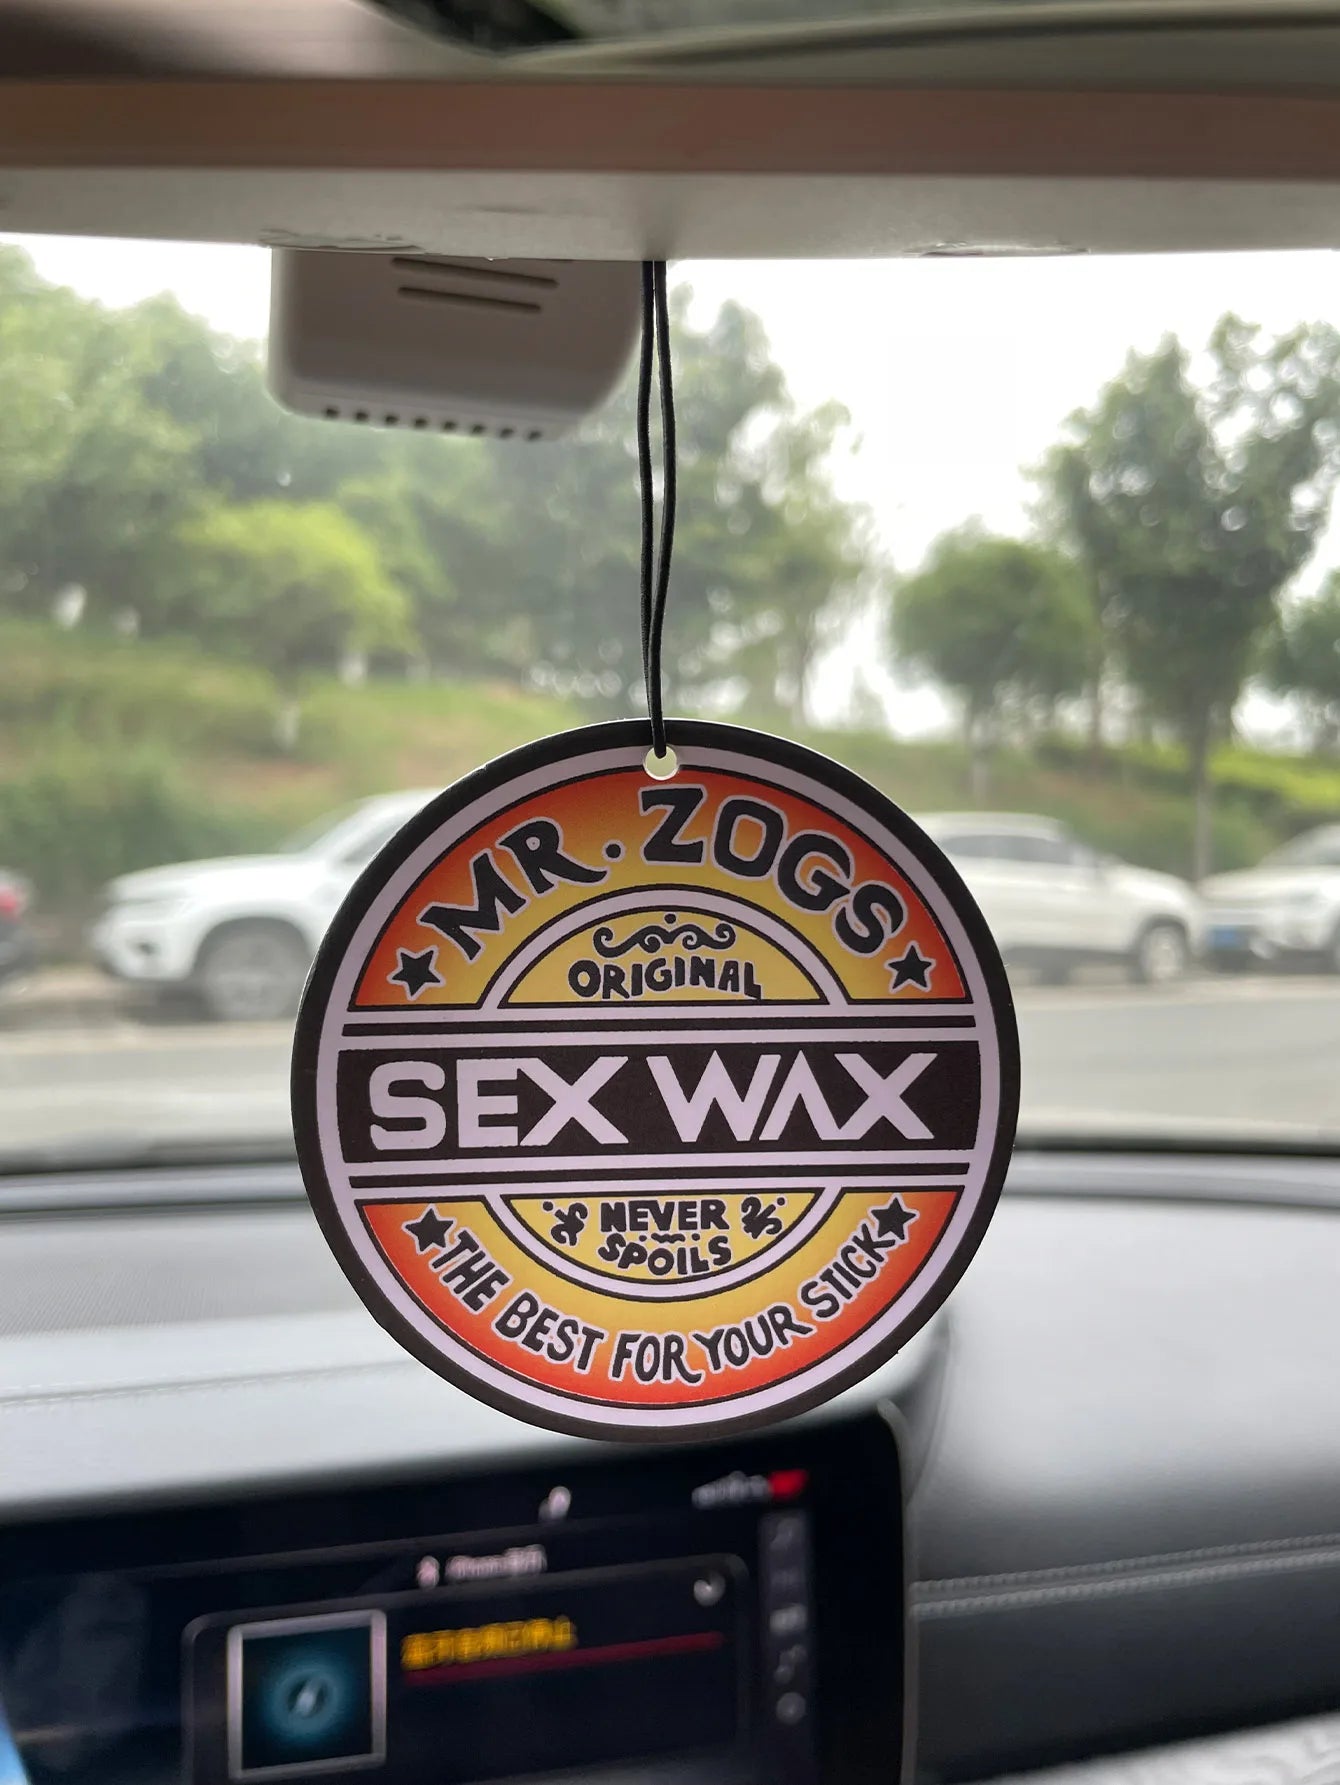 MR. ZOGS
ORIGINAL
SEX WAX
NEVER
SPOILS
THE BEST FOR YOUR STICK